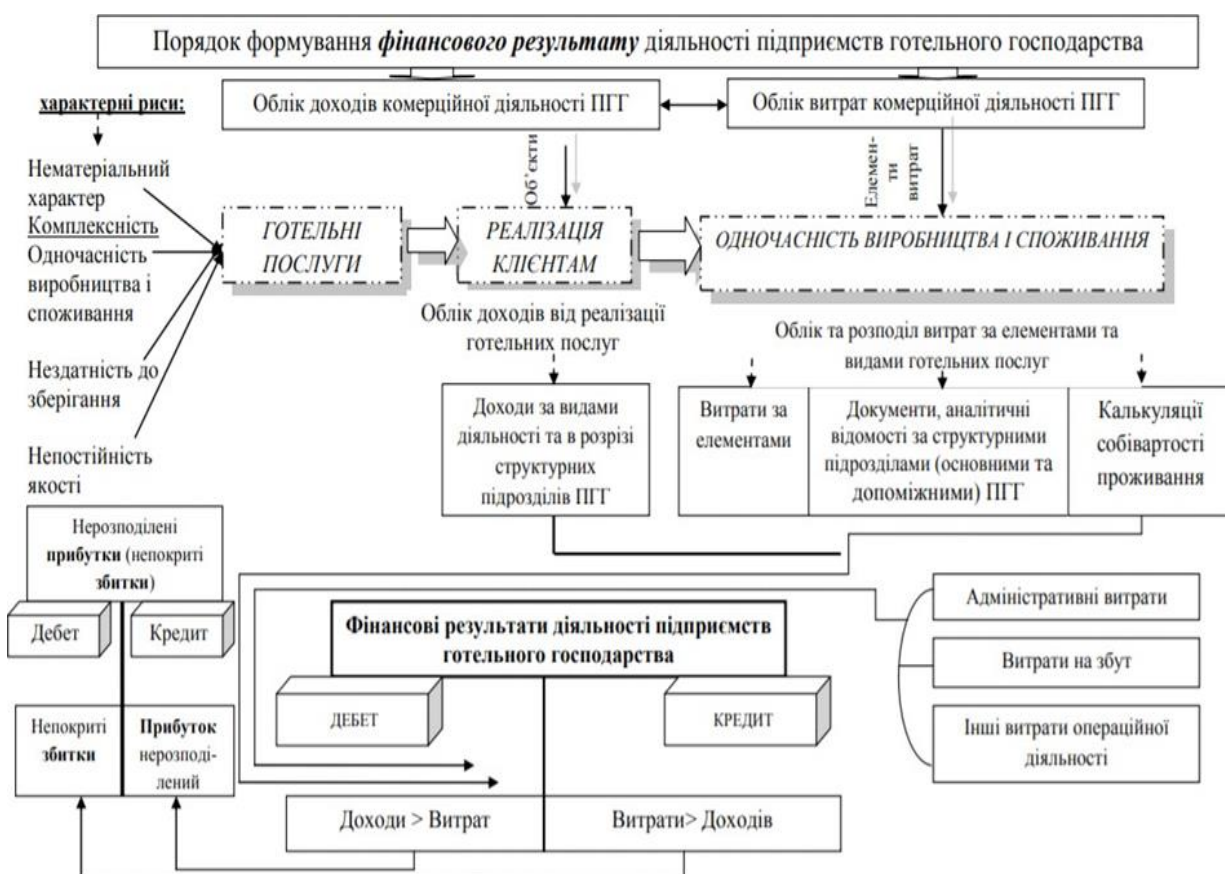 Порядок формування фінансового результату діяльності підприємств готельного господарства
характерні риси:
Облік доходів комерційної діяльності ПГГ
Облік витрат комерційної діяльності ПГГ
Об'єкти
Елемен-
ти
витрат
Нематеріальний
характер
Комплексність
Одночасність
виробництва і
споживання
Нездатність до
зберігання
Непостійність
якості
ГОТЕЛЬНІ
ПОСЛУГИ
РЕАЛІЗАЦІЯ
КЛІЄНТАМ
ОДНОЧАСНІСТЬ ВИРОБНИЦТВА І СПОЖИВАННЯ
Облік доходів від реалізації
готельних послуг
Облік та розподіл витрат за елементами та
видами готельних послуг
Доходи за видами
діяльності та в розрізі
структурних
підрозділів ПГГ
Витрати за
елементами
Документи, аналітичні
відомості за структурними
підрозділами (основними та
допоміжними) ПГГ
Калькуляції
собівартості
проживання
Нерозподілені
прибутки (непокриті
збитки)
Дебет
Кредит
Непокриті
збитки
Прибуток
нерозподі-
лений
Фінансові результати діяльності підприємств
готельного господарства
ДЕБЕТ
КРЕДИТ
Доходи > Витрат
Витрати> Доходів
Адміністративні витрати
Витрати на збут
Інші витрати операційної
діяльності